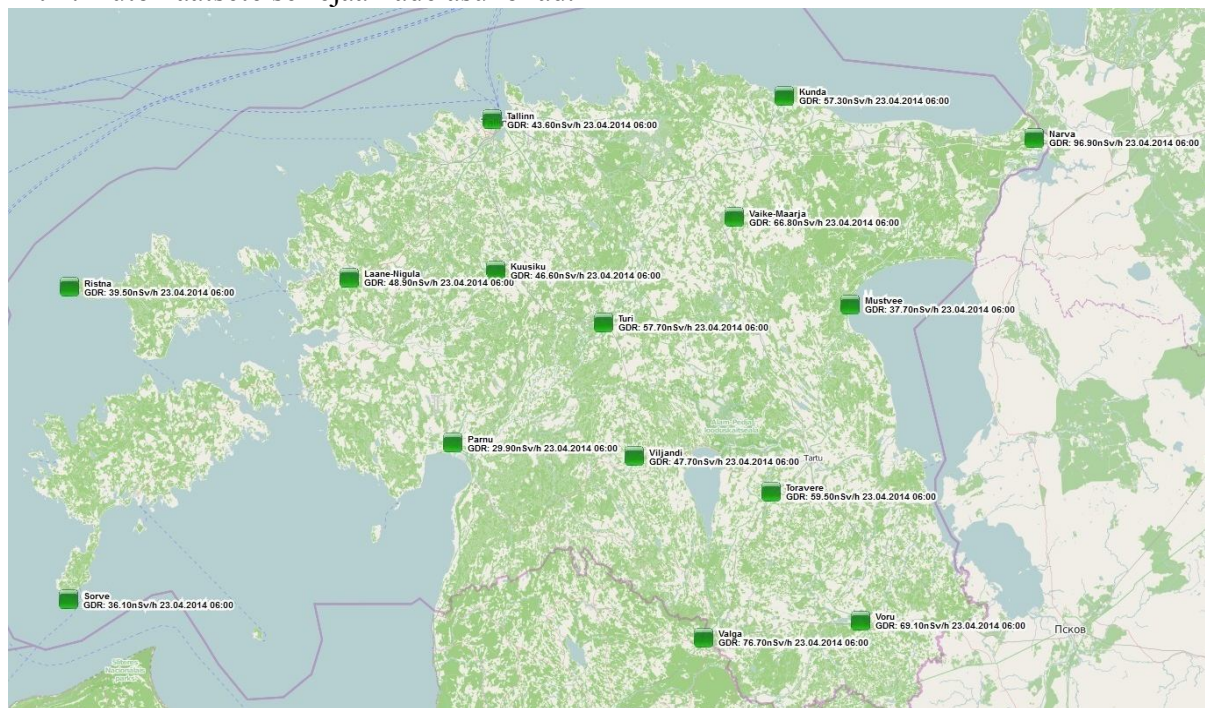 Kunda
GDR: 57.30nSv/h 23.04.2014 06:00
Tallinn
GDR: 43.60nSv/h 23.04.2014 06:00
Narva
GDR: 96.90nSv/h 23.04.2014 06:00
Vaike-Maarja
GDR: 66.80nSv/h 23.04.2014 06:00
Kuusiku
GDR: 46.60nSv/h 23.04.2014 06:00
Laane-Nigula
GDR: 48.90nSv/h 23.04.2014 06:00
Ristna
GDR: 39.50nSv/h 23.04.2014 06:00
Mustvee
GDR: 37.70nSv/h 23.04.2014 06:00
Turi
GDR: 57.70nSv/h 23.04.2014 06:00
Parnu
GDR: 29.90nSv/h 23.04.2014 06:00
Viljandi
GDR: 47.70nSv/h 23.04.2014 06:00
Tartu
Toravere
GDR: 59.50nSv/h 23.04.2014 06:00
Sorve
GDR: 36.10nSv/h 23.04.2014 06:00
Voru
GDR: 69.10nSv/h 23.04.2014 06:00
Псков
Valga
GDR: 76.70nSv/h 23.04.2014 06:00